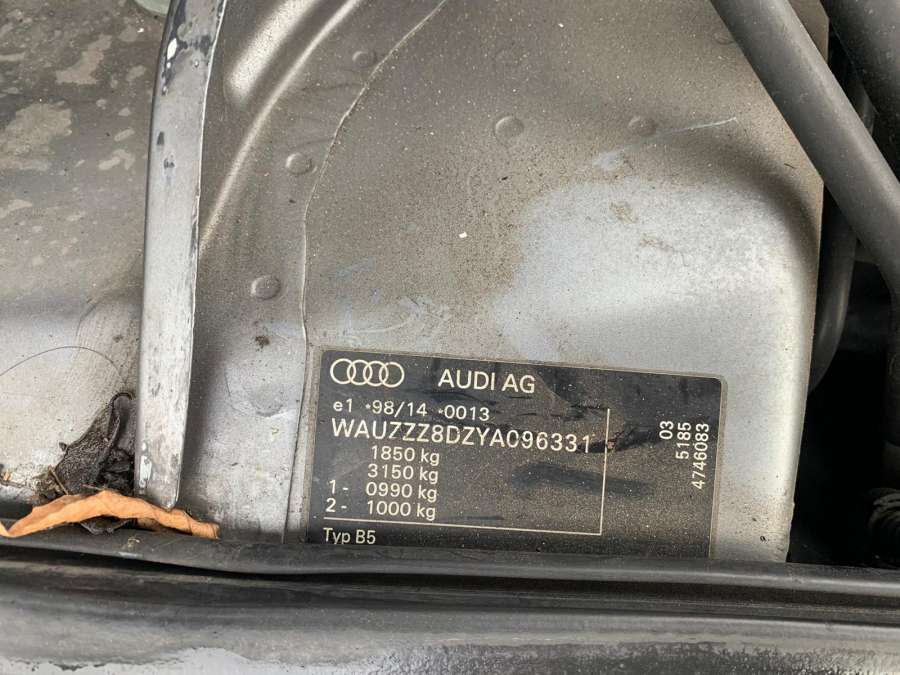 AUDI AG
e1 *98/14 *0013
WAUZZZ8DZYA096331
1850 kg
3150 kg
1- 0990 kg
2- 1000 kg
Typ B5
03
5185
4746083